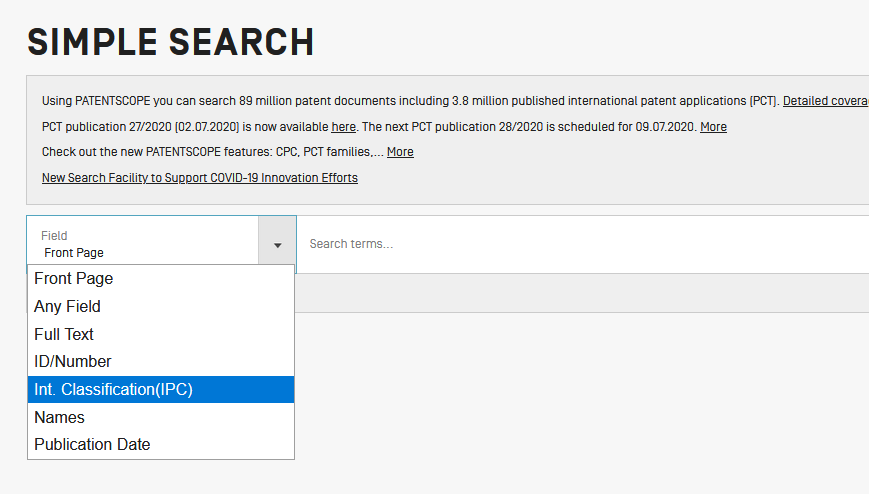 SIMPLE SEARCH
Using PATENTSCOPE you can search 89 million patent documents including 3.8 million published international patent applications (PCT). Detailed
PCT publication 27/2020 (02.07.2020) is now available here. The next PCT publication 28/2020 is scheduled for 09.07.2020. More
Check out the new PATENTSCOPE features: CPC, PCT families,... More
New Search Facility to Support COVID-19 Innovation Efforts
Field
Front Page
Search terms...
Front Page
Any Field
Full Text
ID/Number
Int. Classification(IPC)
Names
Publication Date